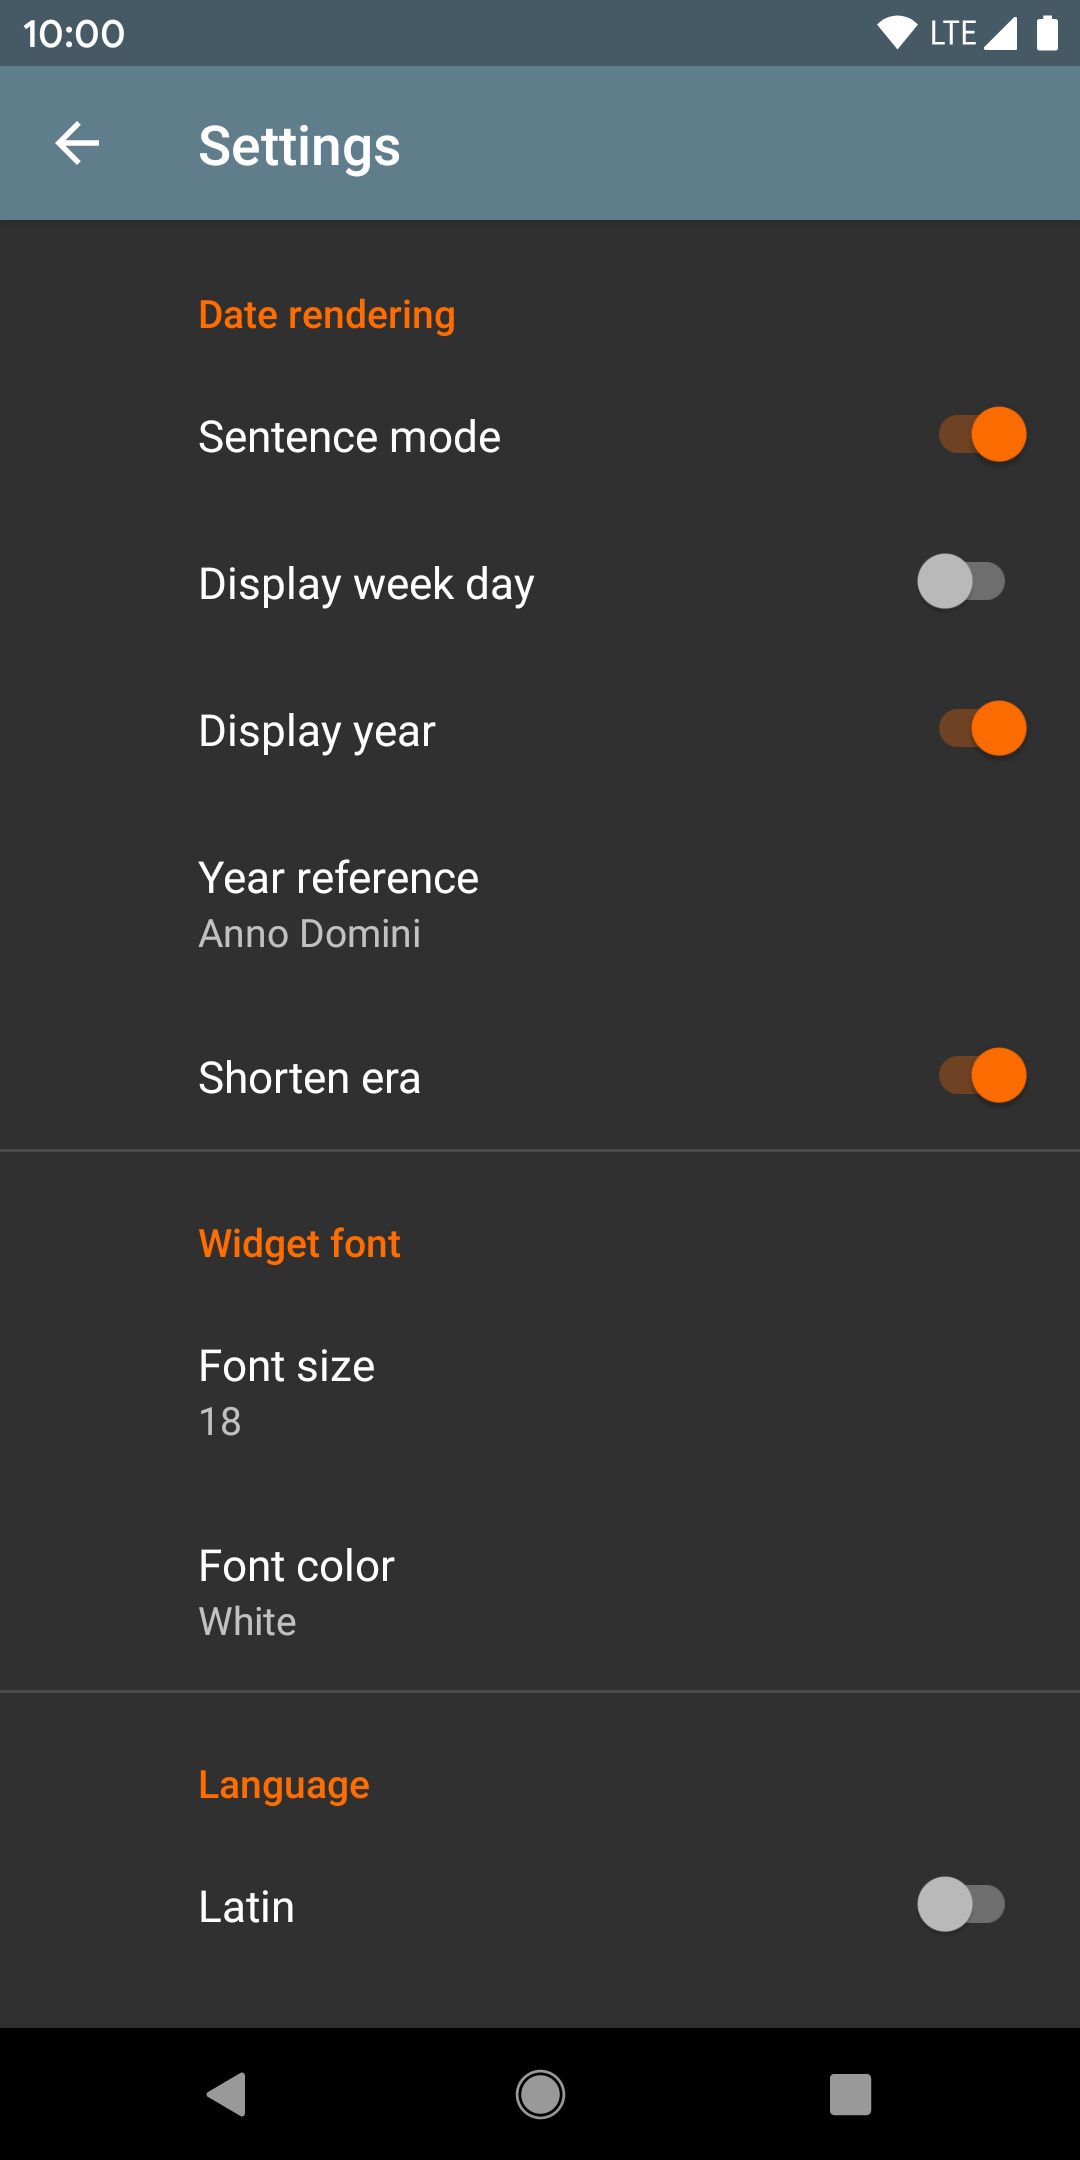 10:00
LTE
Settings
Date rendering
Sentence mode
Display week day
Display year
Year reference
Anno Domini
Shorten era
Widget font
Font size
18
Font color
White
Language
Latin